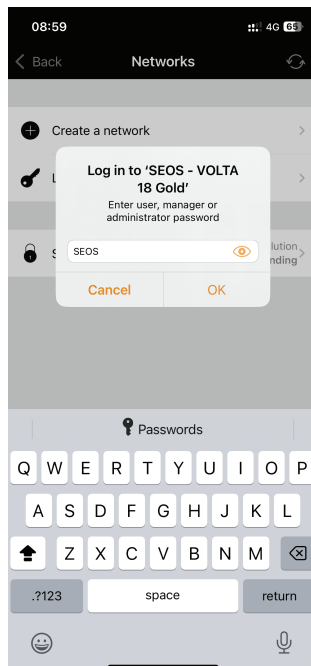 08:59
4G 65
Back
Networks
Create a network
L
Log in to ‘SEOS - VOLTA
18 Gold’
Enter user, manager or
administrator password
SEOS
S
lution
nding
Cancel
OK
Passwords
Q W E R T Y U I O P
A S D F G H J K L
Z X C V B N M
.?123
space
return